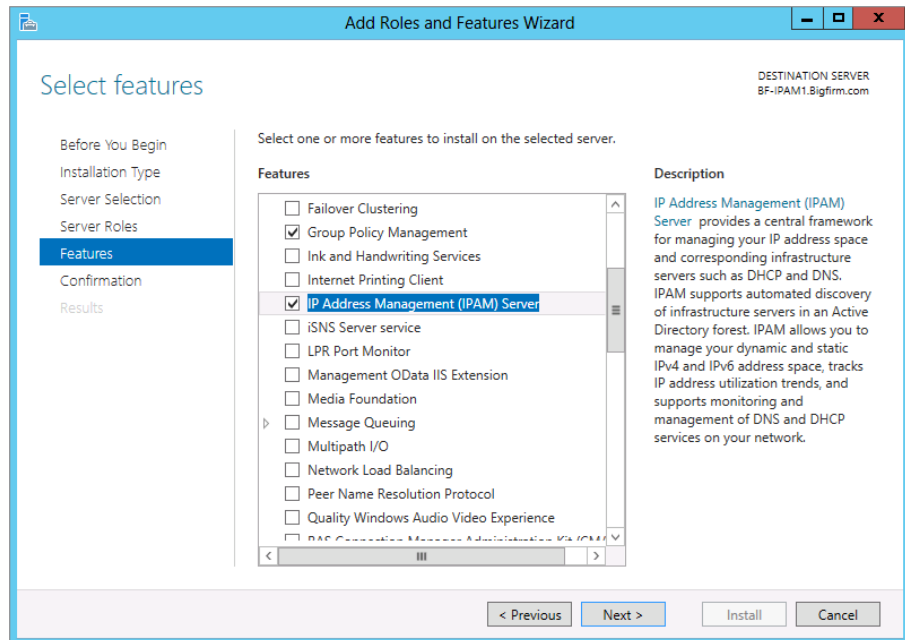 Add Roles and Features Wizard
Select features
DESTINATION SERVER
BF-IPAM1.Bigfirm.com
Before You Begin
Installation Type
Server Selection
Server Roles
Features
Confirmation
Results
Select one or more features to install on the selected server.
Features
Failover Clustering
Group Policy Management
Ink and Handwriting Services
Internet Printing Client
IP Address Management (IPAM) Server
iSNS Server service
LPR Port Monitor
Management OData IIS Extension
Media Foundation
Message Queuing
Multipath I/O
Network Load Balancing
Peer Name Resolution Protocol
Quality Windows Audio Video Experience
RAS Connection Manager Administration Kit (CMA
Description
IP Address Management (IPAM)
Server provides a central framework
for managing your IP address space
and corresponding infrastructure
servers such as DHCP and DNS.
IPAM supports automated discovery
of infrastructure servers in an Active
Directory forest. IPAM allows you to
manage your dynamic and static
IPv4 and IPv6 address space, tracks
IP address utilization trends, and
supports monitoring and
management of DNS and DHCP
services on your network.
< Previous
Next >
Install
Cancel